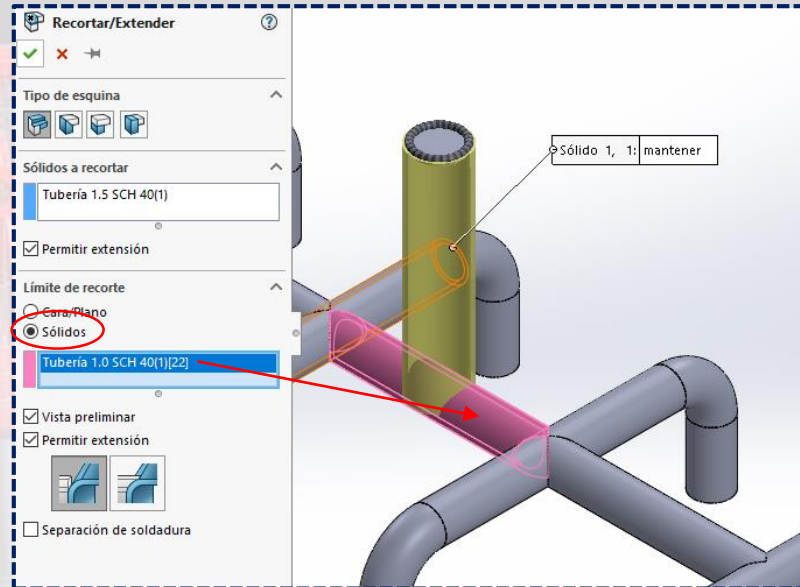 Recortar/Extender
Tipo de esquina
Sólidos a recortar
Tubería 1.5 SCH 40(1)
Permitir extensión
Límite de recorte
Cara/Plano
Sólidos
Tubería 1.0 SCH 40(1)[22]
Vista preliminar
Permitir extensión
Separación de soldadura
Sólido 1, 1: mantener